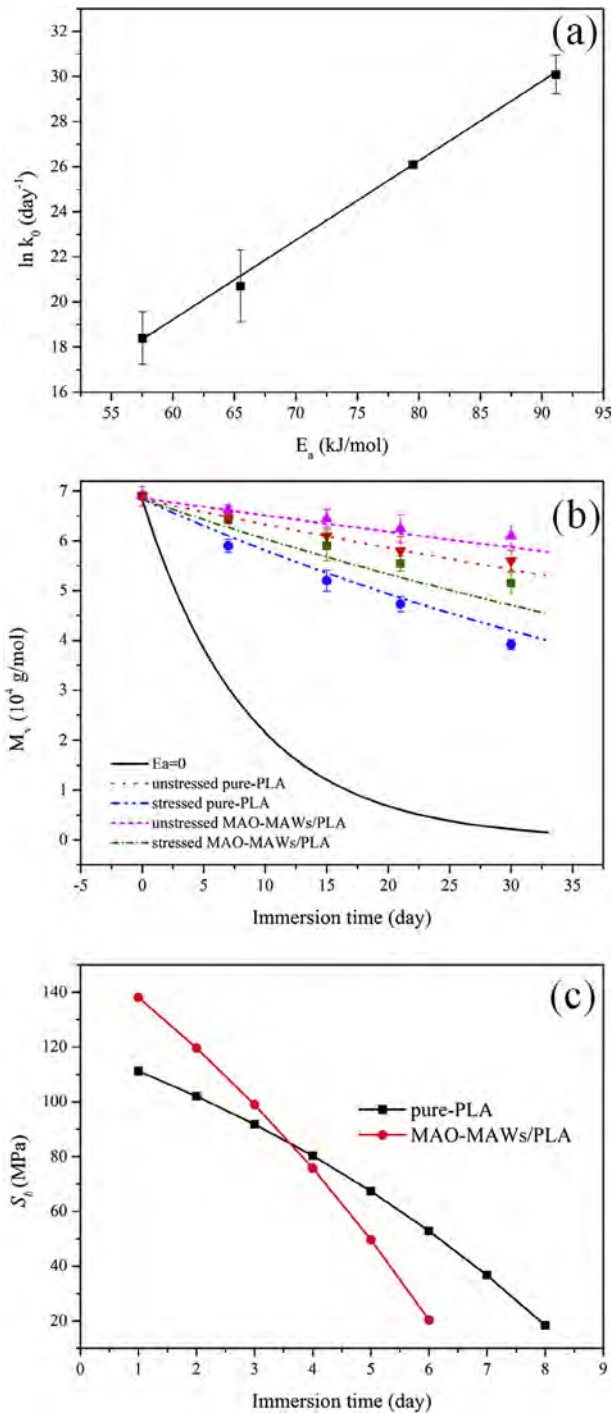 (a)
32
30
28
26
24
22
20
18
16
ln k0 (day-1)
55 60 65 70 75 80 85 90 95
Ea (kJ/mol)
(b)
7
6
5
4
3
2
1
0
Mv (10^4 g/mol)
Ea=0
unstressed pure-PLA
stressed pure-PLA
unstressed MAO-MAWs/PLA
stressed MAO-MAWs/PLA
-5 0 5 10 15 20 25 30 35
Immersion time (day)
(c)
140
120
100
80
60
40
20
Sb (MPa)
pure-PLA
MAO-MAWs/PLA
0 1 2 3 4 5 6 7 8 9
Immersion time (day)